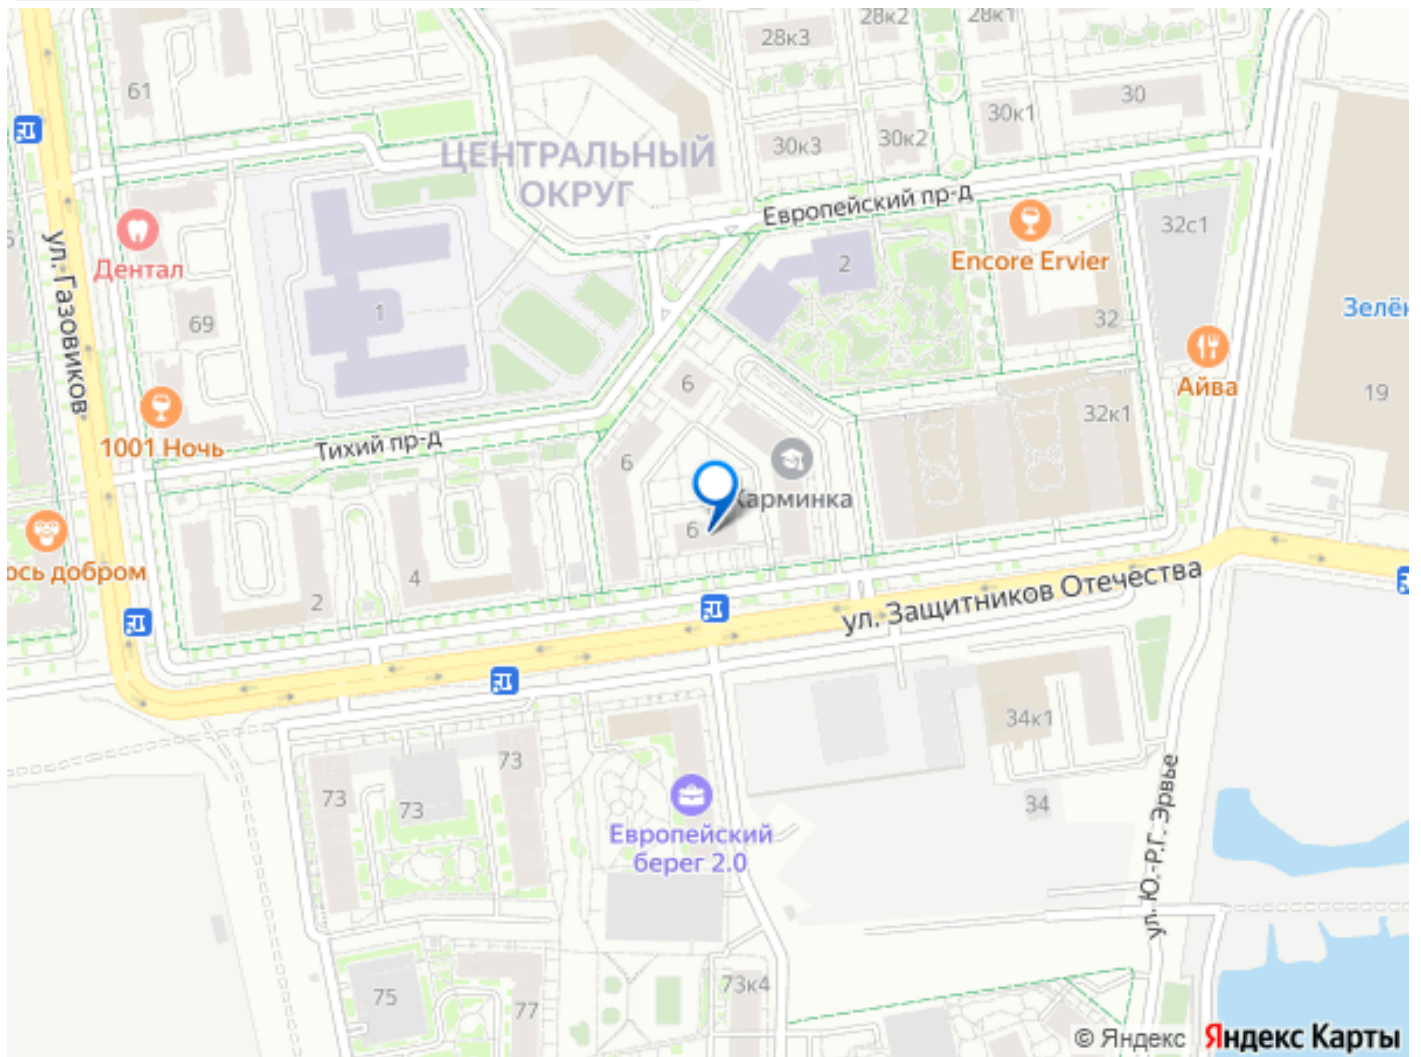 28к2
28к1
28к3
61
30
30к1
30к2
30к3
ЦЕНТРАЛЬНЫЙ
ОКРУГ
Европейский пр-д
32с1
Дентал
ул. Газовиков
2
Encore Ervier
69
1
32
Зелён
Айва
19
6
32к1
1001 Ночь
Тихий пр-д
6
Карминка
6
ось добром
4
2
ул. Защитников Отечества
34к1
73
73
73
34
Европейский
берег 2.0
ул. Ю.-Р.Г. Эрвье
75
77
73к4
© Яндекс Яндекс Карты